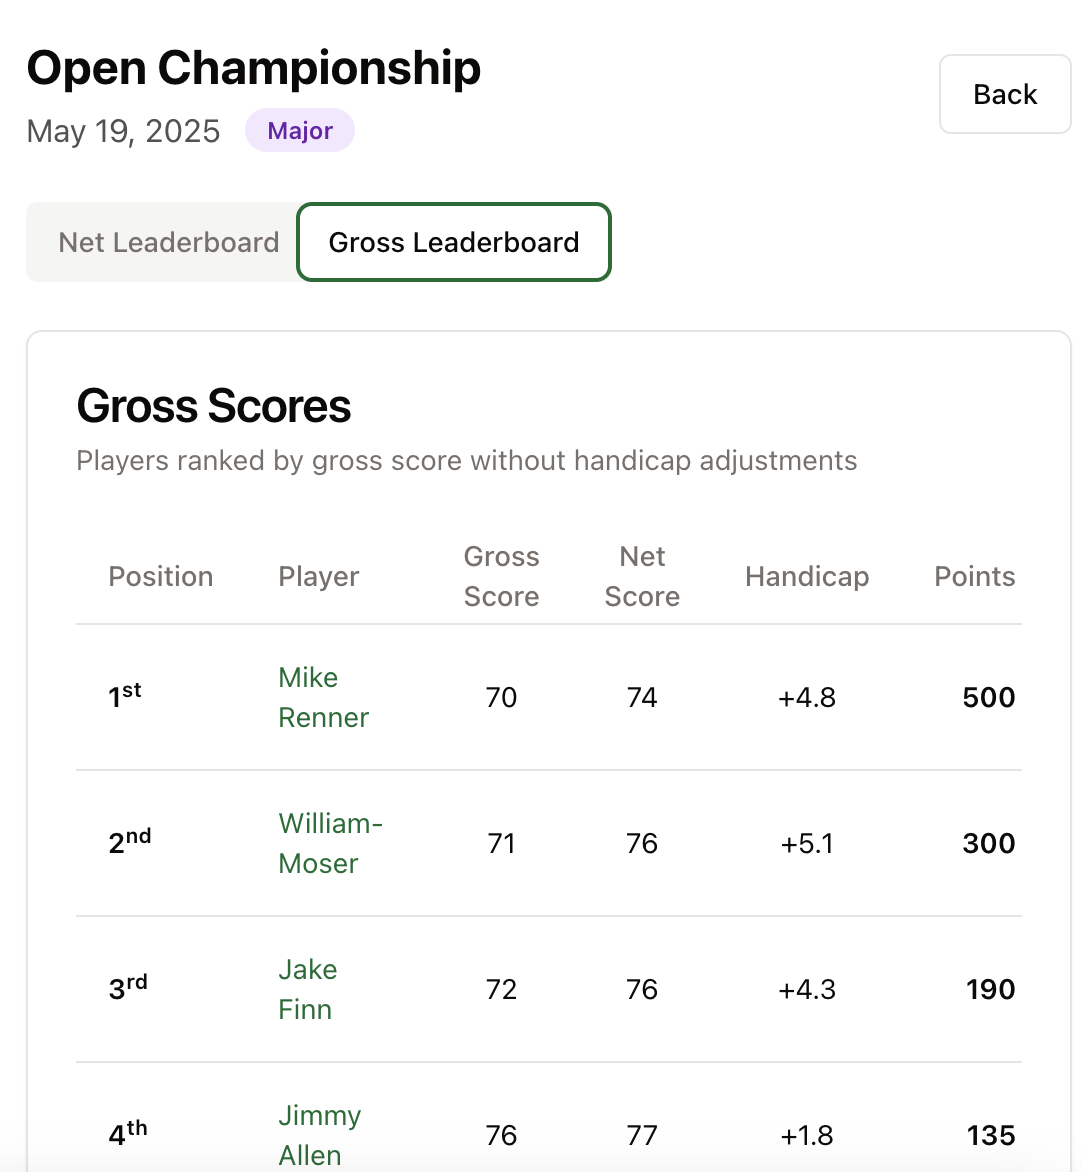 Open Championship
Back
May 19, 2025 Major
Net Leaderboard Gross Leaderboard
Gross Scores
Players ranked by gross score without handicap adjustments
Position Player Gross Score Net Score Handicap Points
1st Mike Renner 70 74 +4.8 500
2nd William-Moser 71 76 +5.1 300
3rd Jake Finn 72 76 +4.3 190
4th Jimmy Allen 76 77 +1.8 135